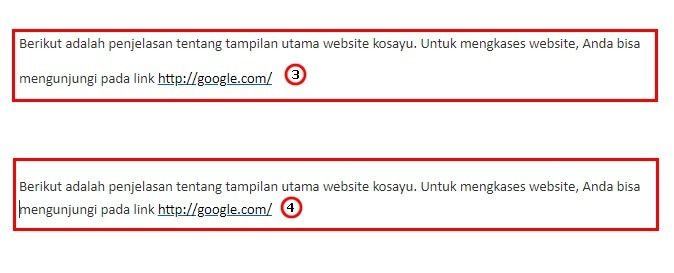 Berikut adalah penjelasan tentang tampilan utama website kosayu. Untuk mengkases website, Anda bisa
mengunjungi pada link http://google.com/ 3
Berikut adalah penjelasan tentang tampilan utama website kosayu. Untuk mengkases website, Anda bisa
mengunjungi pada link http://google.com/ 4